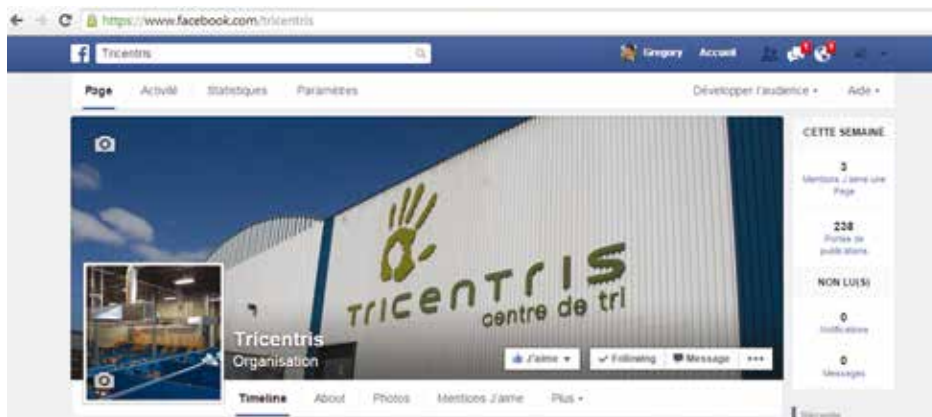 https://www.facebook.com/tricentris
Tricentris
Gregory Accueil
Page Activité Statistiques Paramètres
Développer l'audience Aide
CETTE SEMAINE
3
Mentions J'aime une
Page
238
Portée de
publications
NON LU(S)
0
Notifications
0
Messages
TRICENTRIS
centre de tri
Tricentris
Organisation
J'aime Following Message
Timeline About Photos Mentions J'aime Plus